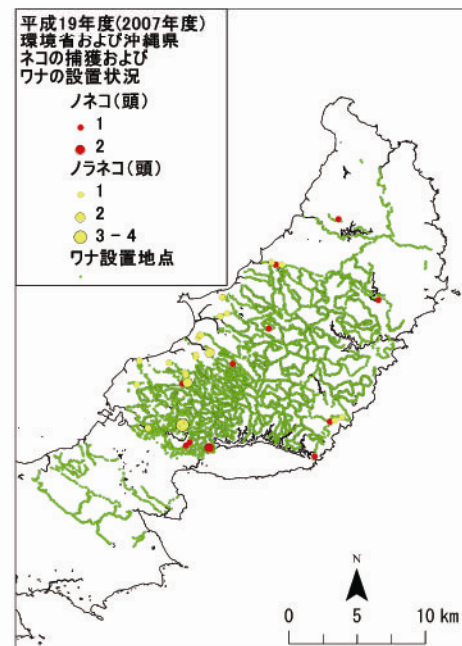 平成19年度(2007年度)
環境省および沖縄県
ネコの捕獲および
ワナの設置状況
ノネコ(頭)
1
2
ノラネコ(頭)
1
2
3 - 4
ワナ設置地点
N
0 5 10 km